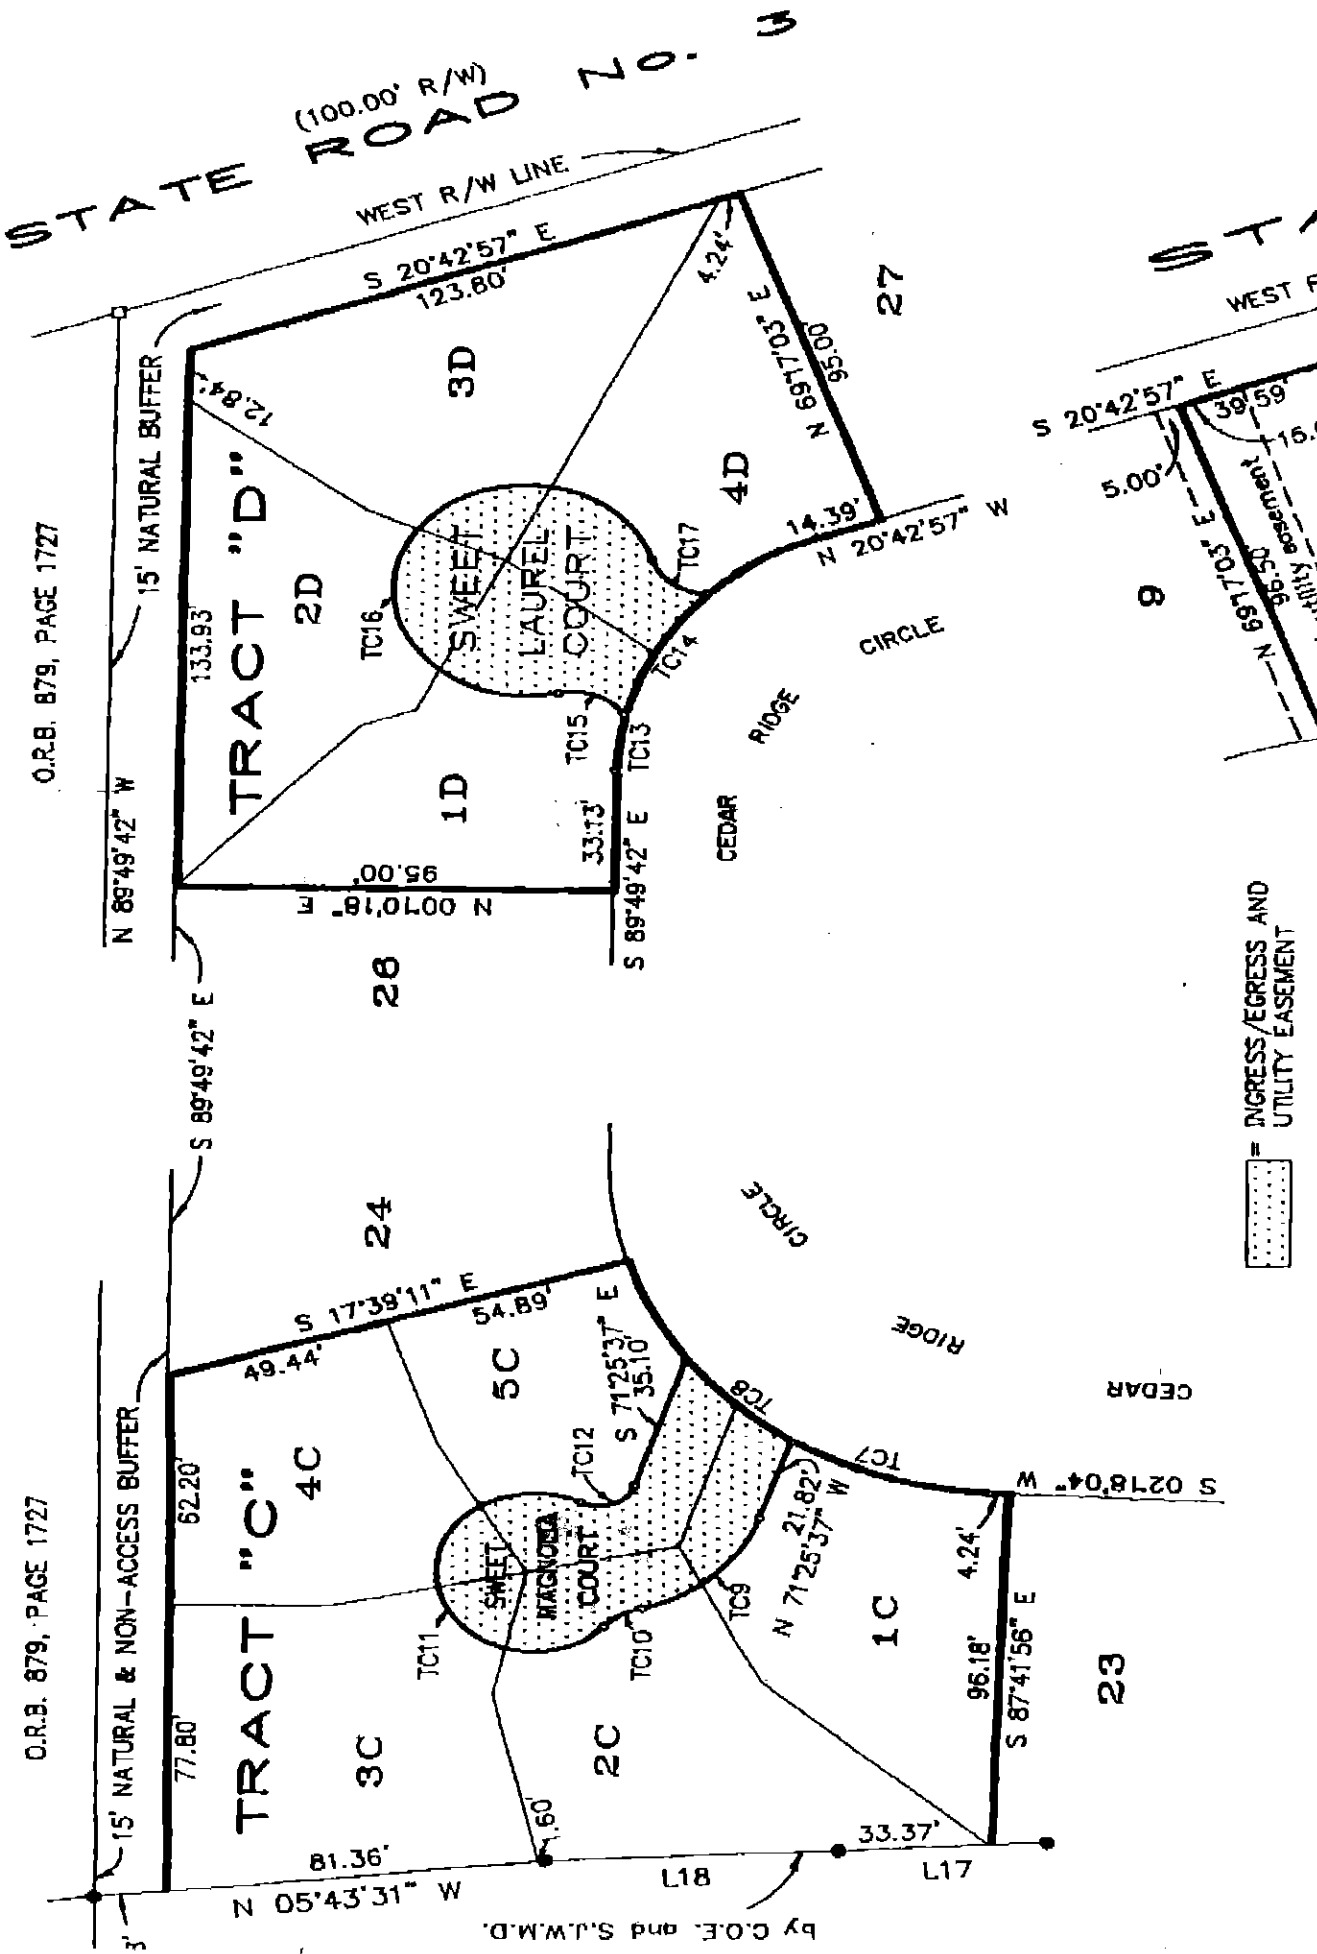 STATE ROAD No. 3
(100.00' R/W)
WEST R/W LINE
S 20°42'57" E
123.80'
O.R.B. 879, PAGE 1727
15' NATURAL BUFFER
N 89°49'42" W
133.93'
12.84'
TRACT "D"
1D
2D
3D
4D
SWEET
LAUREL
COURT
TC16
TC17
TC14
TC15
TC13
4.24'
N 69°17'03" E
95.00'
27
14.39'
N 20°42'57" W
33.13'
S 89°49'42" E
95.00'
N 00°10'18" E
26
CEDAR
RIDGE
CIRCLE
S 89°49'42" E
STA
WEST R
S 20°42'57" E
39.59'
5.00'
15.0
N 69°17'03" E
96.50'
utility easement
9
= INGRESS/EGRESS AND
UTILITY EASEMENT
O.R.B. 879, PAGE 1727
15' NATURAL & NON-ACCESS BUFFER
62.20'
77.80'
TRACT "C"
1C
2C
3C
4C
5C
24
S 17°39'11" E
49.44'
54.89'
SWEET
MAGNOLIA
COURT
TC11
TC12
TC10
TC9
TC8
TC7
S 71°25'37" E
35.10'
21.82'
N 71°25'37" W
CIRCLE
RIDGE
CEDAR
S 02°18'04" W
4.24'
96.18'
S 87°41'56" E
23
81.36'
N 05°43'31" W
1.60'
L18
33.37'
L17
by C.O.E. and S.J.W.M.D.
3'